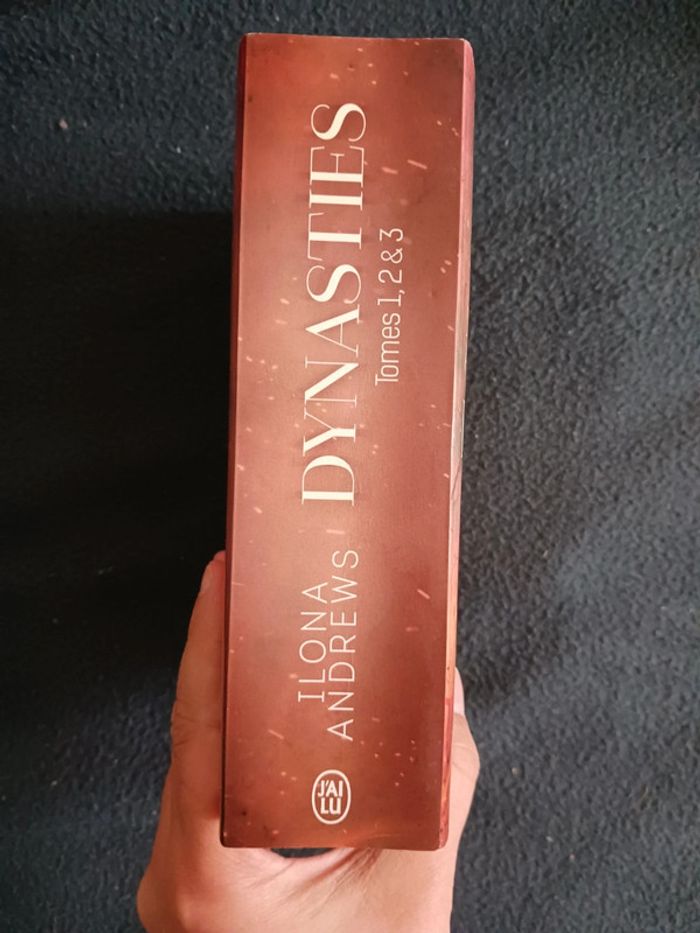 ILONA
ANDREWS
DYNASTIES
Tomes 1, 2 & 3
J'AI
LU